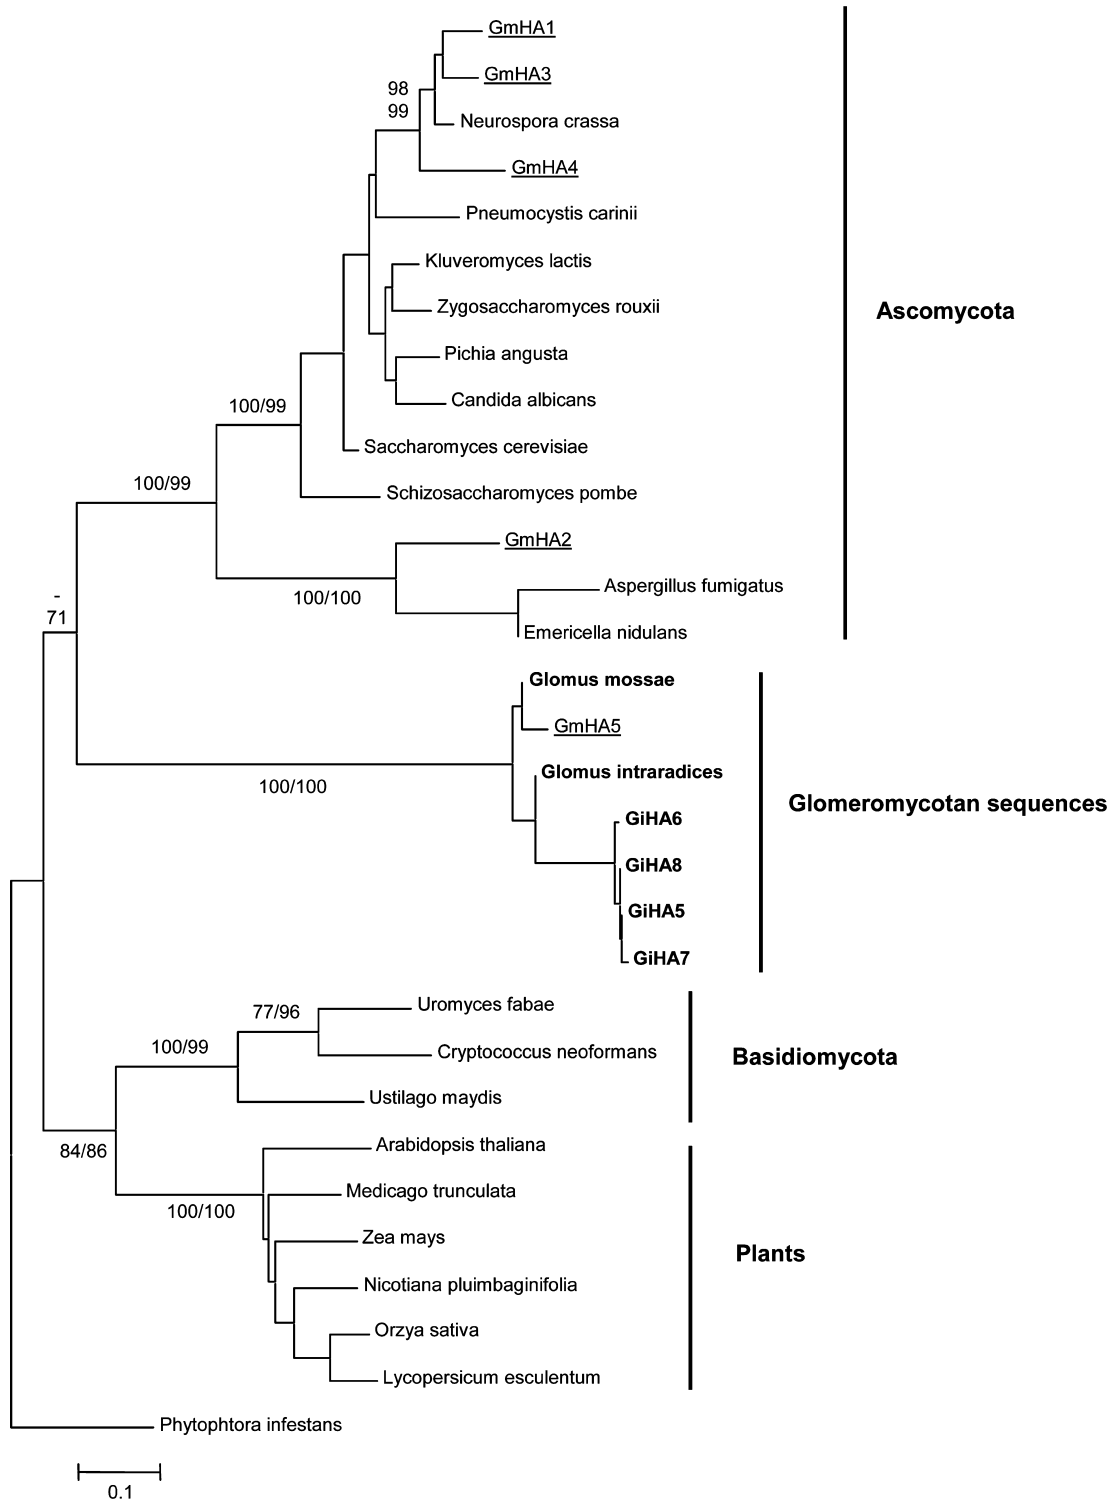 GmHA1
GmHA3
98
99
Neurospora crassa
GmHA4
Pneumocystis carinii
Kluveromyces lactis
Zygosaccharomyces rouxii
Ascomycota
Pichia angusta
Candida albicans
100/99
Saccharomyces cerevisiae
100/99
Schizosaccharomyces pombe
GmHA2
Aspergillus fumigatus
100/100
-
71
Emericella nidulans
Glomus mossae
GmHA5
Glomus intraradices
100/100
Glomeromycotan sequences
GiHA6
GiHA8
GiHA5
GiHA7
Uromyces fabae
77/96
100/99
Cryptococcus neoformans
Basidiomycota
Ustilago maydis
84/86
Arabidopsis thaliana
Medicago trunculata
100/100
Zea mays
Plants
Nicotiana pluimbaginifolia
Orzya sativa
Lycopersicum esculentum
Phytophtora infestans
0.1